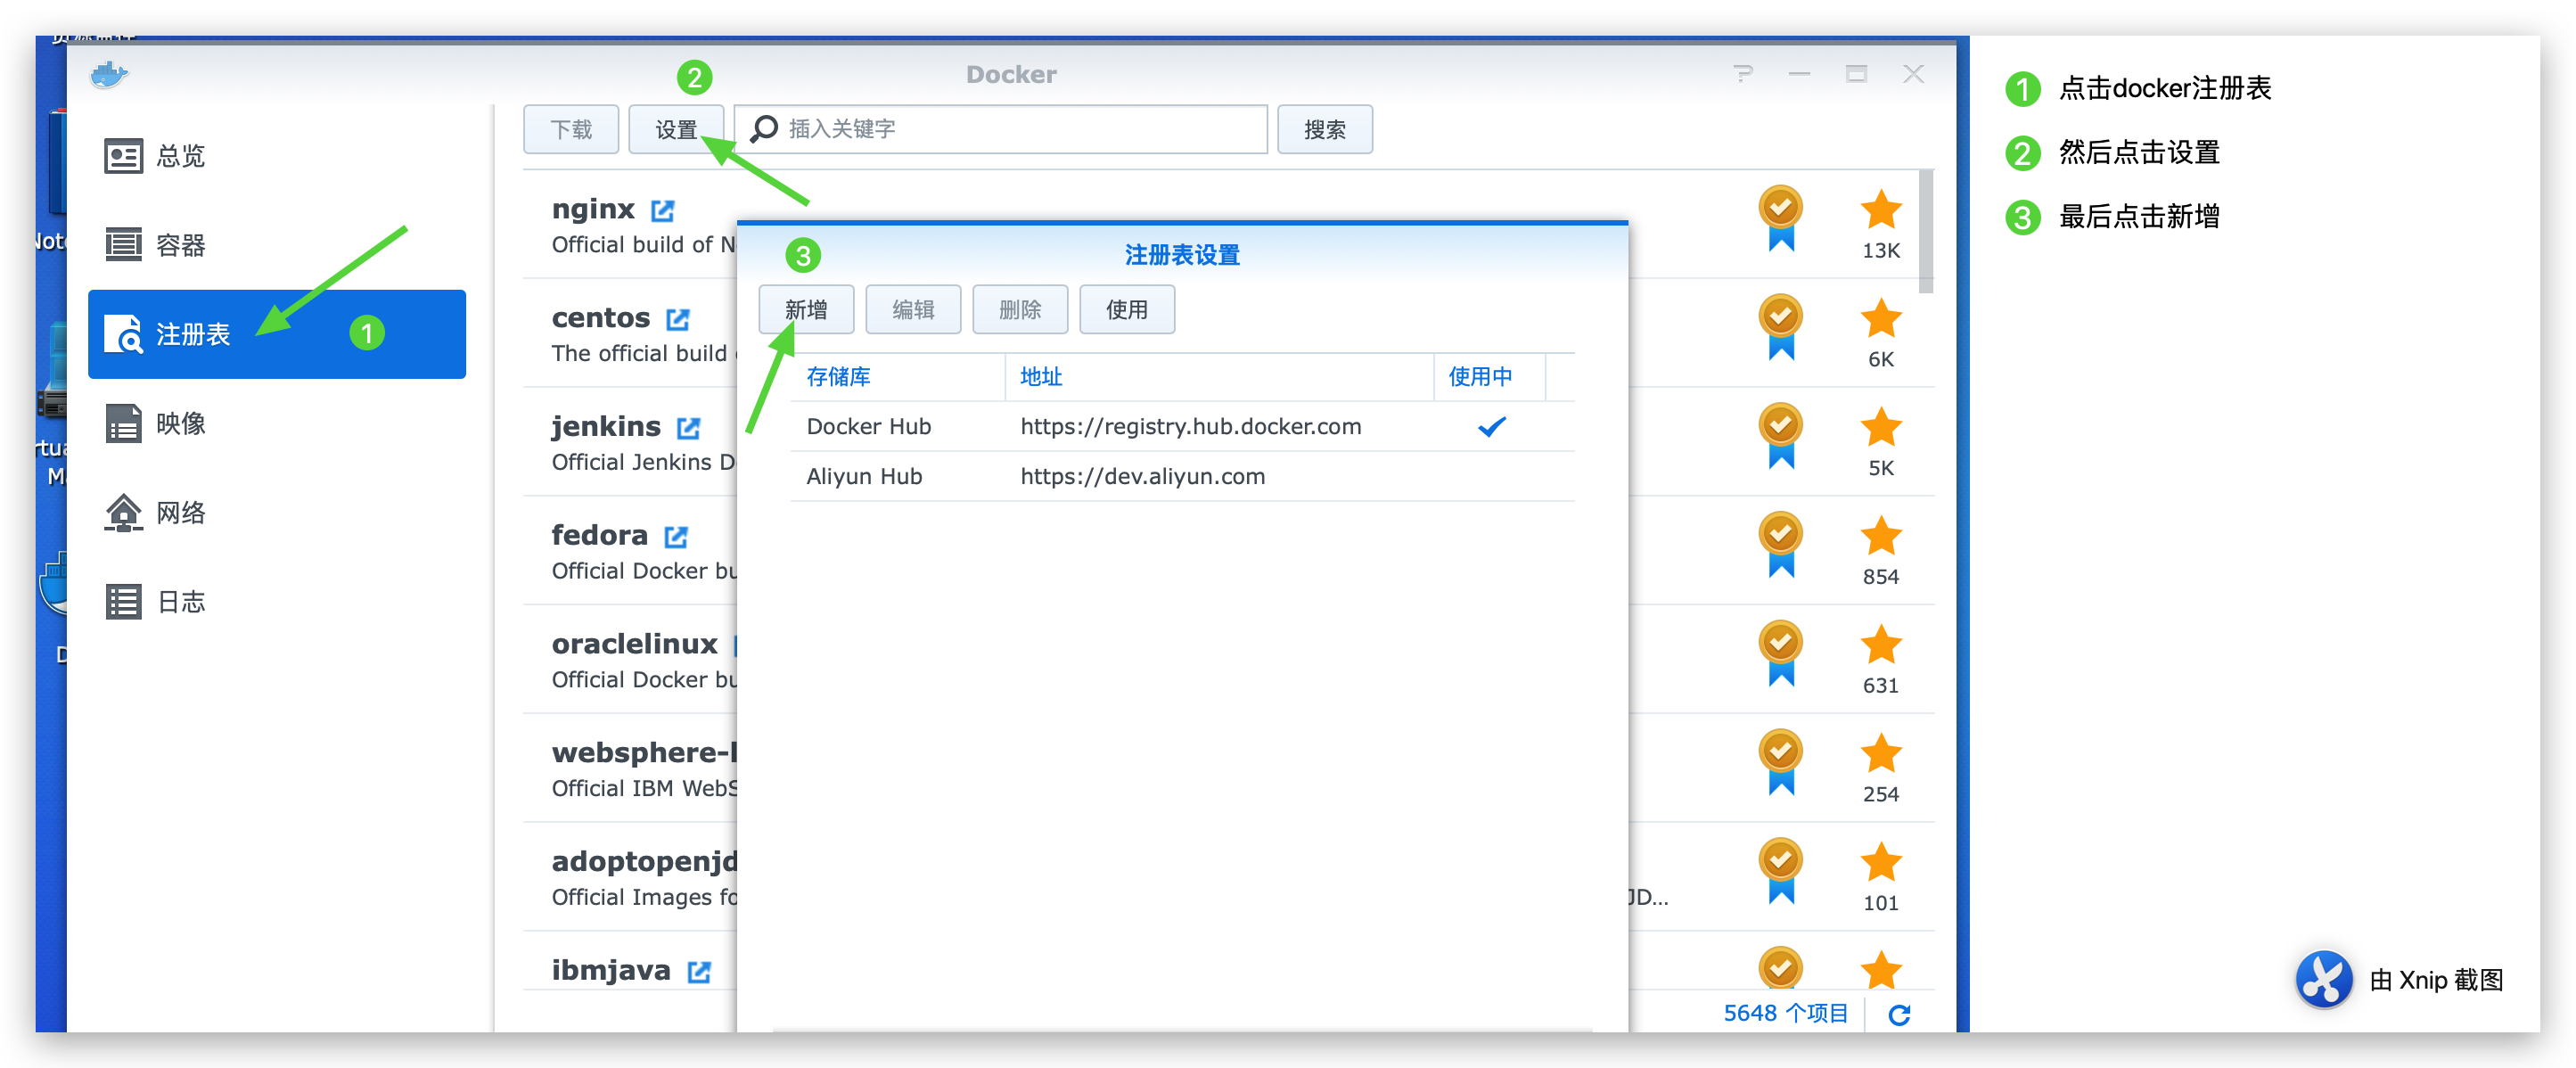 Docker
2
下载
设置
插入关键字
搜索
总览
容器
注册表
1
映像
网络
日志
nginx
Official build of N
13K
centos
The official build
6K
jenkins
Official Jenkins D
5K
fedora
Official Docker bu
854
oraclelinux
Official Docker bu
631
websphere-l
Official IBM WebS
254
adoptopenjd
Official Images fo
JD...
101
ibmjava
5648 个项目
注册表设置
3
新增
编辑
删除
使用
存储库 地址 使用中
Docker Hub https://registry.hub.docker.com
Aliyun Hub https://dev.aliyun.com
1 点击docker注册表
2 然后点击设置
3 最后点击新增
由 Xnip 截图